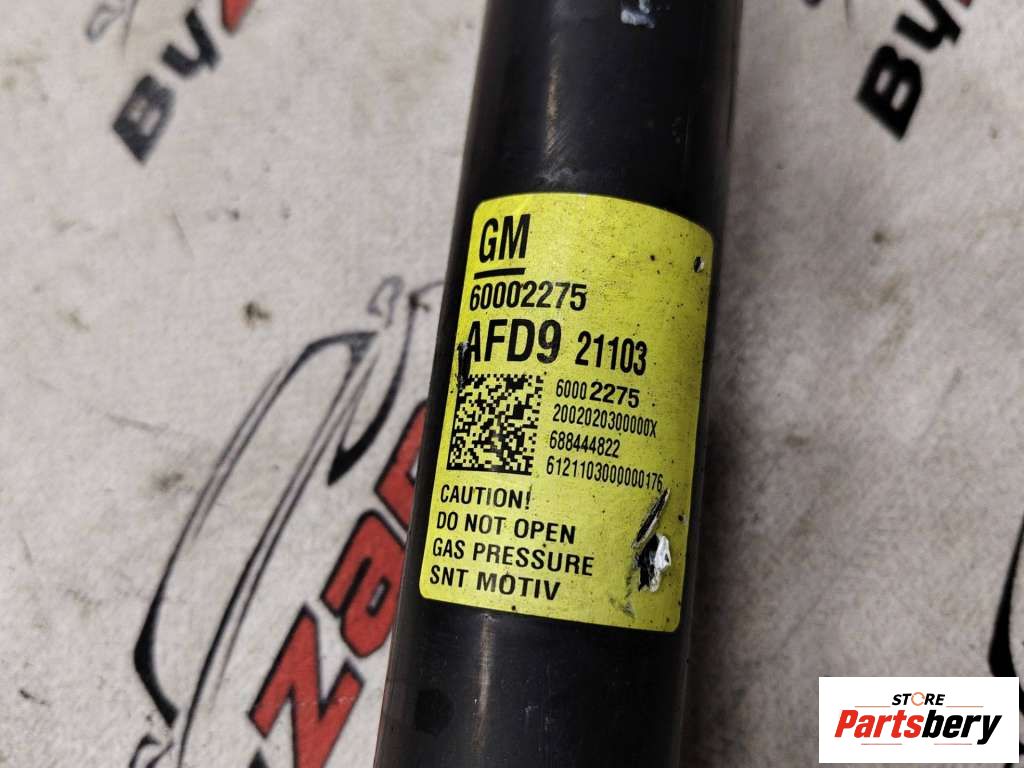 GM
60002275
AFD9 21103
60002275
2002020300000X
688444822
6121103000000176
CAUTION!
DO NOT OPEN
GAS PRESSURE
SNT MOTIV
STORE
Partsbery